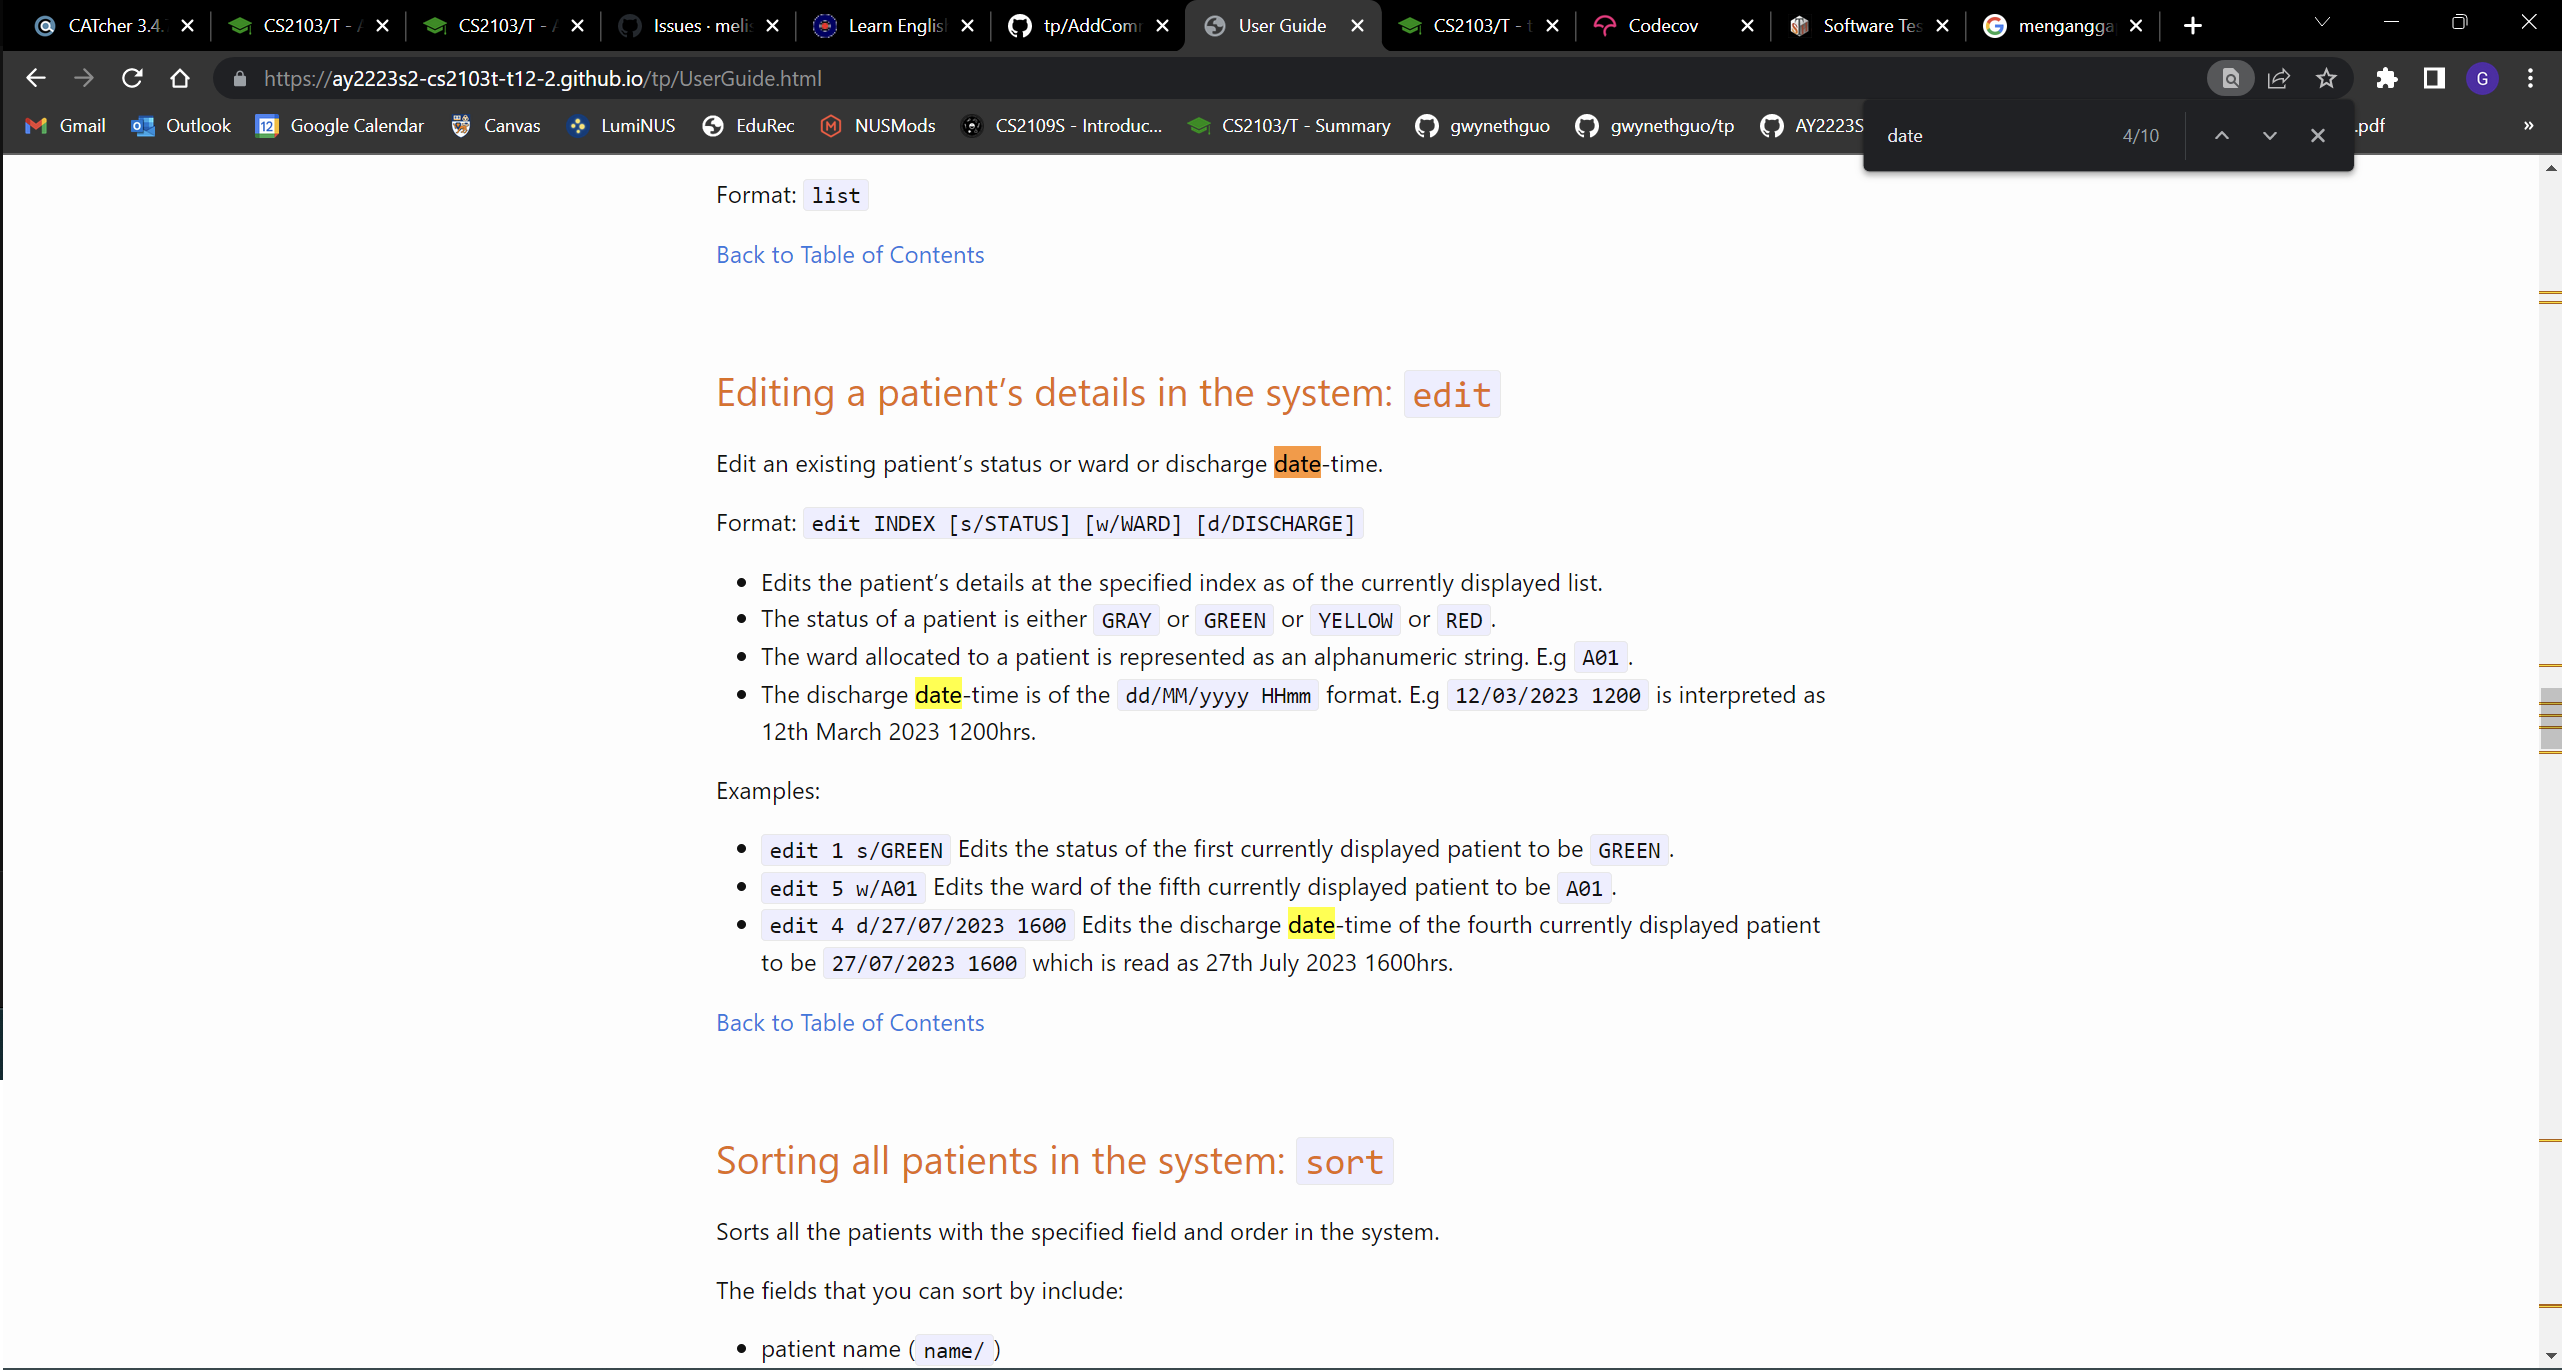 CATcher 3.4. CS2103/T - CS2103/T - Issues · melis Learn English tp/AddComm User Guide CS2103/T - t Codecov Software Tes mengangga
https://ay2223s2-cs2103t-t12-2.github.io/tp/UserGuide.html G
Gmail Outlook 12 Google Calendar Canvas LumiNUS EduRec NUSMods CS2109S - Introduc... CS2103/T - Summary gwynethguo gwynethguo/tp AY2223S .pdf »
date 4/10
Format: list
Back to Table of Contents
Editing a patient’s details in the system: edit
Edit an existing patient’s status or ward or discharge date-time.
Format: edit INDEX [s/STATUS] [w/WARD] [d/DISCHARGE]
• Edits the patient’s details at the specified index as of the currently displayed list.
• The status of a patient is either GRAY or GREEN or YELLOW or RED.
• The ward allocated to a patient is represented as an alphanumeric string. E.g A01.
• The discharge date-time is of the dd/MM/yyyy HHmm format. E.g 12/03/2023 1200 is interpreted as
12th March 2023 1200hrs.
Examples:
• edit 1 s/GREEN Edits the status of the first currently displayed patient to be GREEN.
• edit 5 w/A01 Edits the ward of the fifth currently displayed patient to be A01.
• edit 4 d/27/07/2023 1600 Edits the discharge date-time of the fourth currently displayed patient
to be 27/07/2023 1600 which is read as 27th July 2023 1600hrs.
Back to Table of Contents
Sorting all patients in the system: sort
Sorts all the patients with the specified field and order in the system.
The fields that you can sort by include:
• patient name (name/)